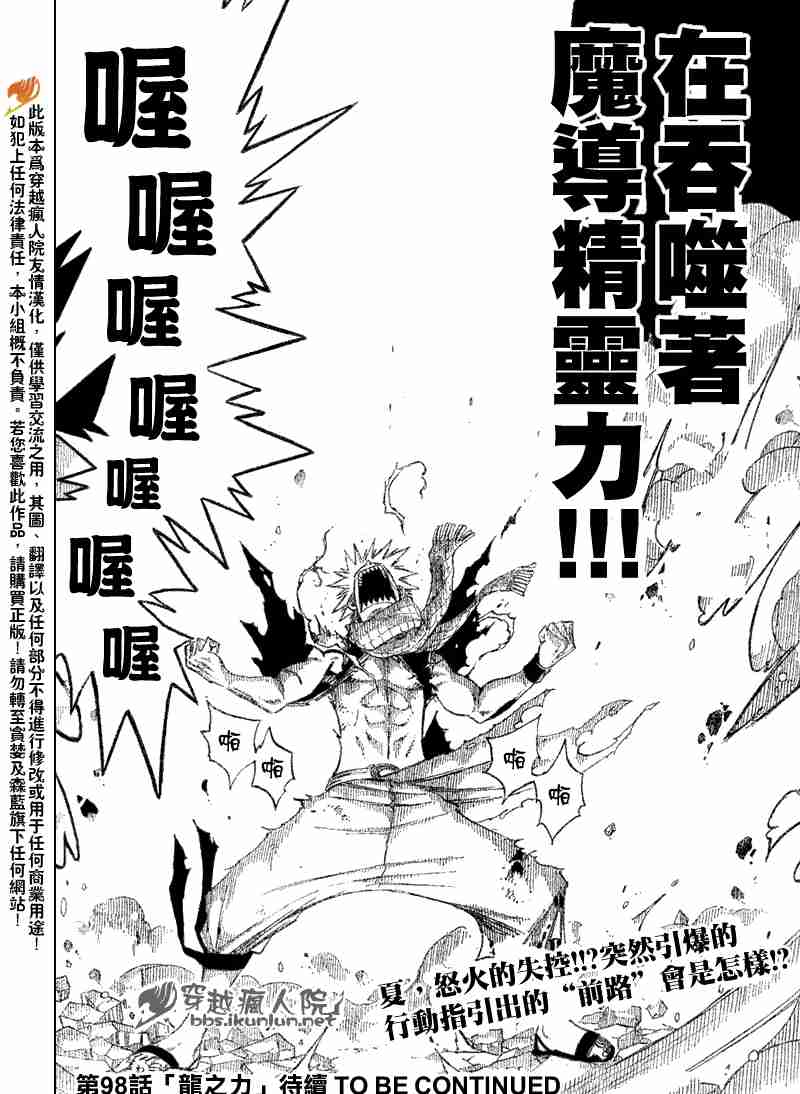 在吞噬著
魔導精靈力!!!
喔喔喔喔喔喔喔
啪
啪
啪
啪
夏，怒火的失控!!?突然引爆的
行動指引出的“前路”會是怎樣!?
穿越瘋人院
bbs.ikunlun.net
第98話「龍之力」待續 TO BE CONTINUED
此版本爲穿越瘋人院友情漢化，僅供學習交流之用，其圖、翻譯以及任何部分不得進行修改或用于任何商業用途！
如犯上任何法律責任，本小組概不負責。若您喜歡此作品，請購買正版！請勿轉至貪婪及森藍旗下任何網站！